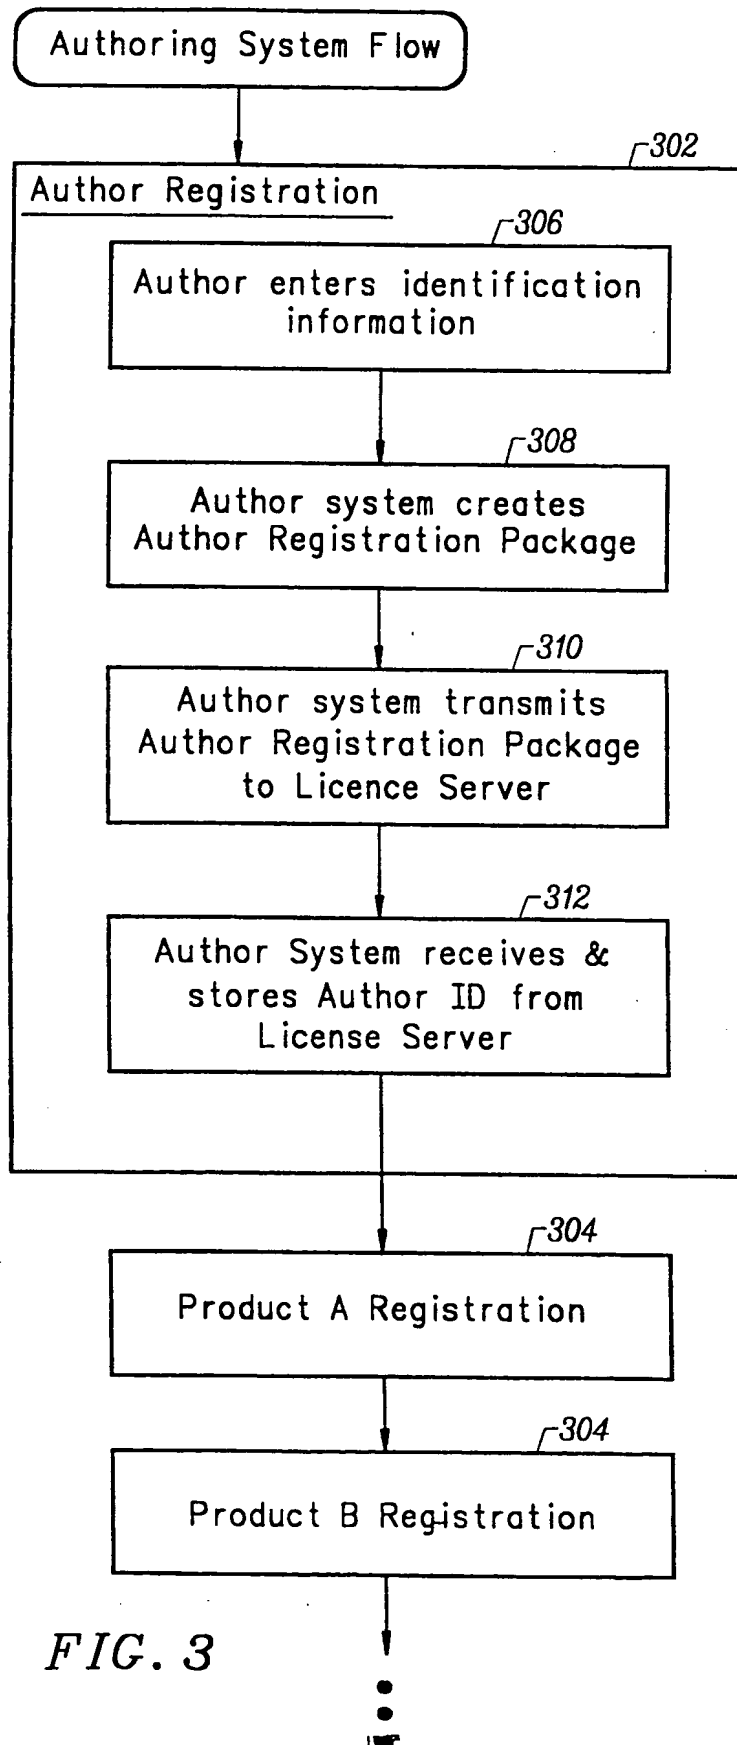 Authoring System Flow
302
Author Registration
306
Author enters identification
information
308
Author system creates
Author Registration Package
310
Author system transmits
Author Registration Package
to Licence Server
312
Author System receives &
stores Author ID from
License Server
304
Product A Registration
304
Product B Registration
FIG. 3